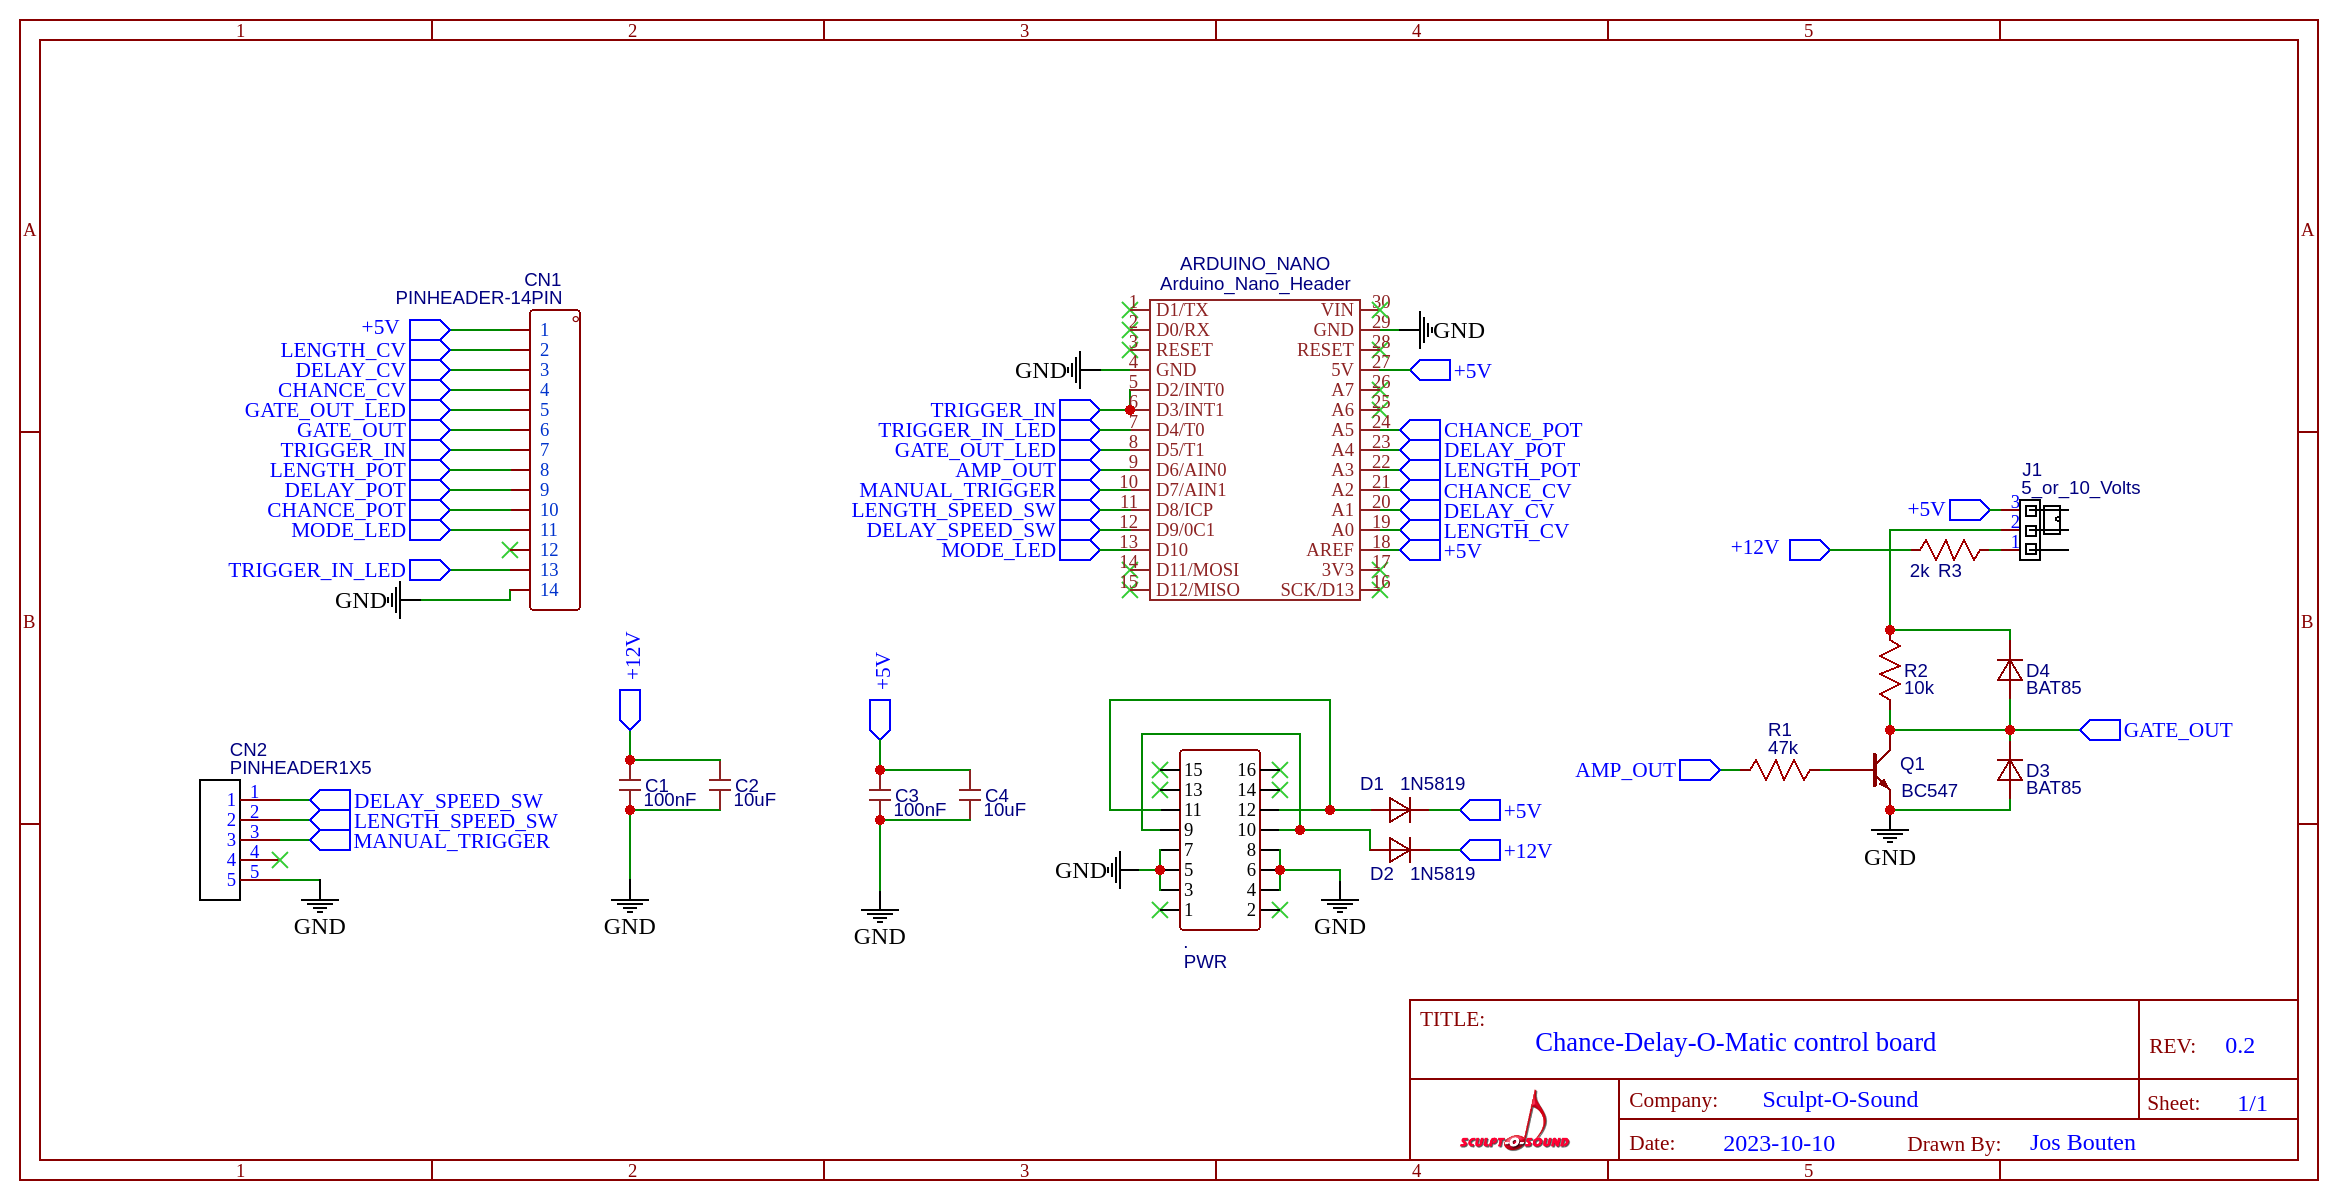 1 2 3 4 5
A A
B B
CN1
PINHEADER-14PIN
+5V 1
LENGTH_CV 2
DELAY_CV 3
CHANCE_CV 4
GATE_OUT_LED 5
GATE_OUT 6
TRIGGER_IN 7
LENGTH_POT 8
DELAY_POT 9
CHANCE_POT 10
MODE_LED 11
12
TRIGGER_IN_LED 13
14
GND
ARDUINO_NANO
Arduino_Nano_Header
1 D1/TX VIN 30
2 D0/RX GND 29 GND
3 RESET RESET 28
GND 4 GND 5V 27 +5V
5 D2/INT0 A7 26
TRIGGER_IN 6 D3/INT1 A6 25
TRIGGER_IN_LED 7 D4/T0 A5 24 CHANCE_POT
GATE_OUT_LED 8 D5/T1 A4 23 DELAY_POT
AMP_OUT 9 D6/AIN0 A3 22 LENGTH_POT
MANUAL_TRIGGER 10 D7/AIN1 A2 21 CHANCE_CV
LENGTH_SPEED_SW 11 D8/ICP A1 20 DELAY_CV
DELAY_SPEED_SW 12 D9/0C1 A0 19 LENGTH_CV
MODE_LED 13 D10 AREF 18 +5V
14 D11/MOSI 3V3 17
15 D12/MISO SCK/D13 16
J1
5_or_10_Volts
+5V 3
2
+12V 1
2k R3
R2
10k
D4
BAT85
GATE_OUT
R1
47k
AMP_OUT
Q1
BC547
D3
BAT85
GND
CN2
PINHEADER1X5
1 1 DELAY_SPEED_SW
2 2 LENGTH_SPEED_SW
3 3 MANUAL_TRIGGER
4 4
5 5
GND
+12V
C1
100nF
C2
10uF
GND
+5V
C3
100nF
C4
10uF
GND
15 16
13 14
11 12
9 10
7 8
GND 5 6
3 4
1 2
GND
.
PWR
D1 1N5819
+5V
+12V
D2 1N5819
TITLE:
Chance-Delay-O-Matic control board
REV: 0.2
Company: Sculpt-O-Sound
Sheet: 1/1
Date: 2023-10-10
Drawn By: Jos Bouten
SCULPT-O-SOUND
1 2 3 4 5